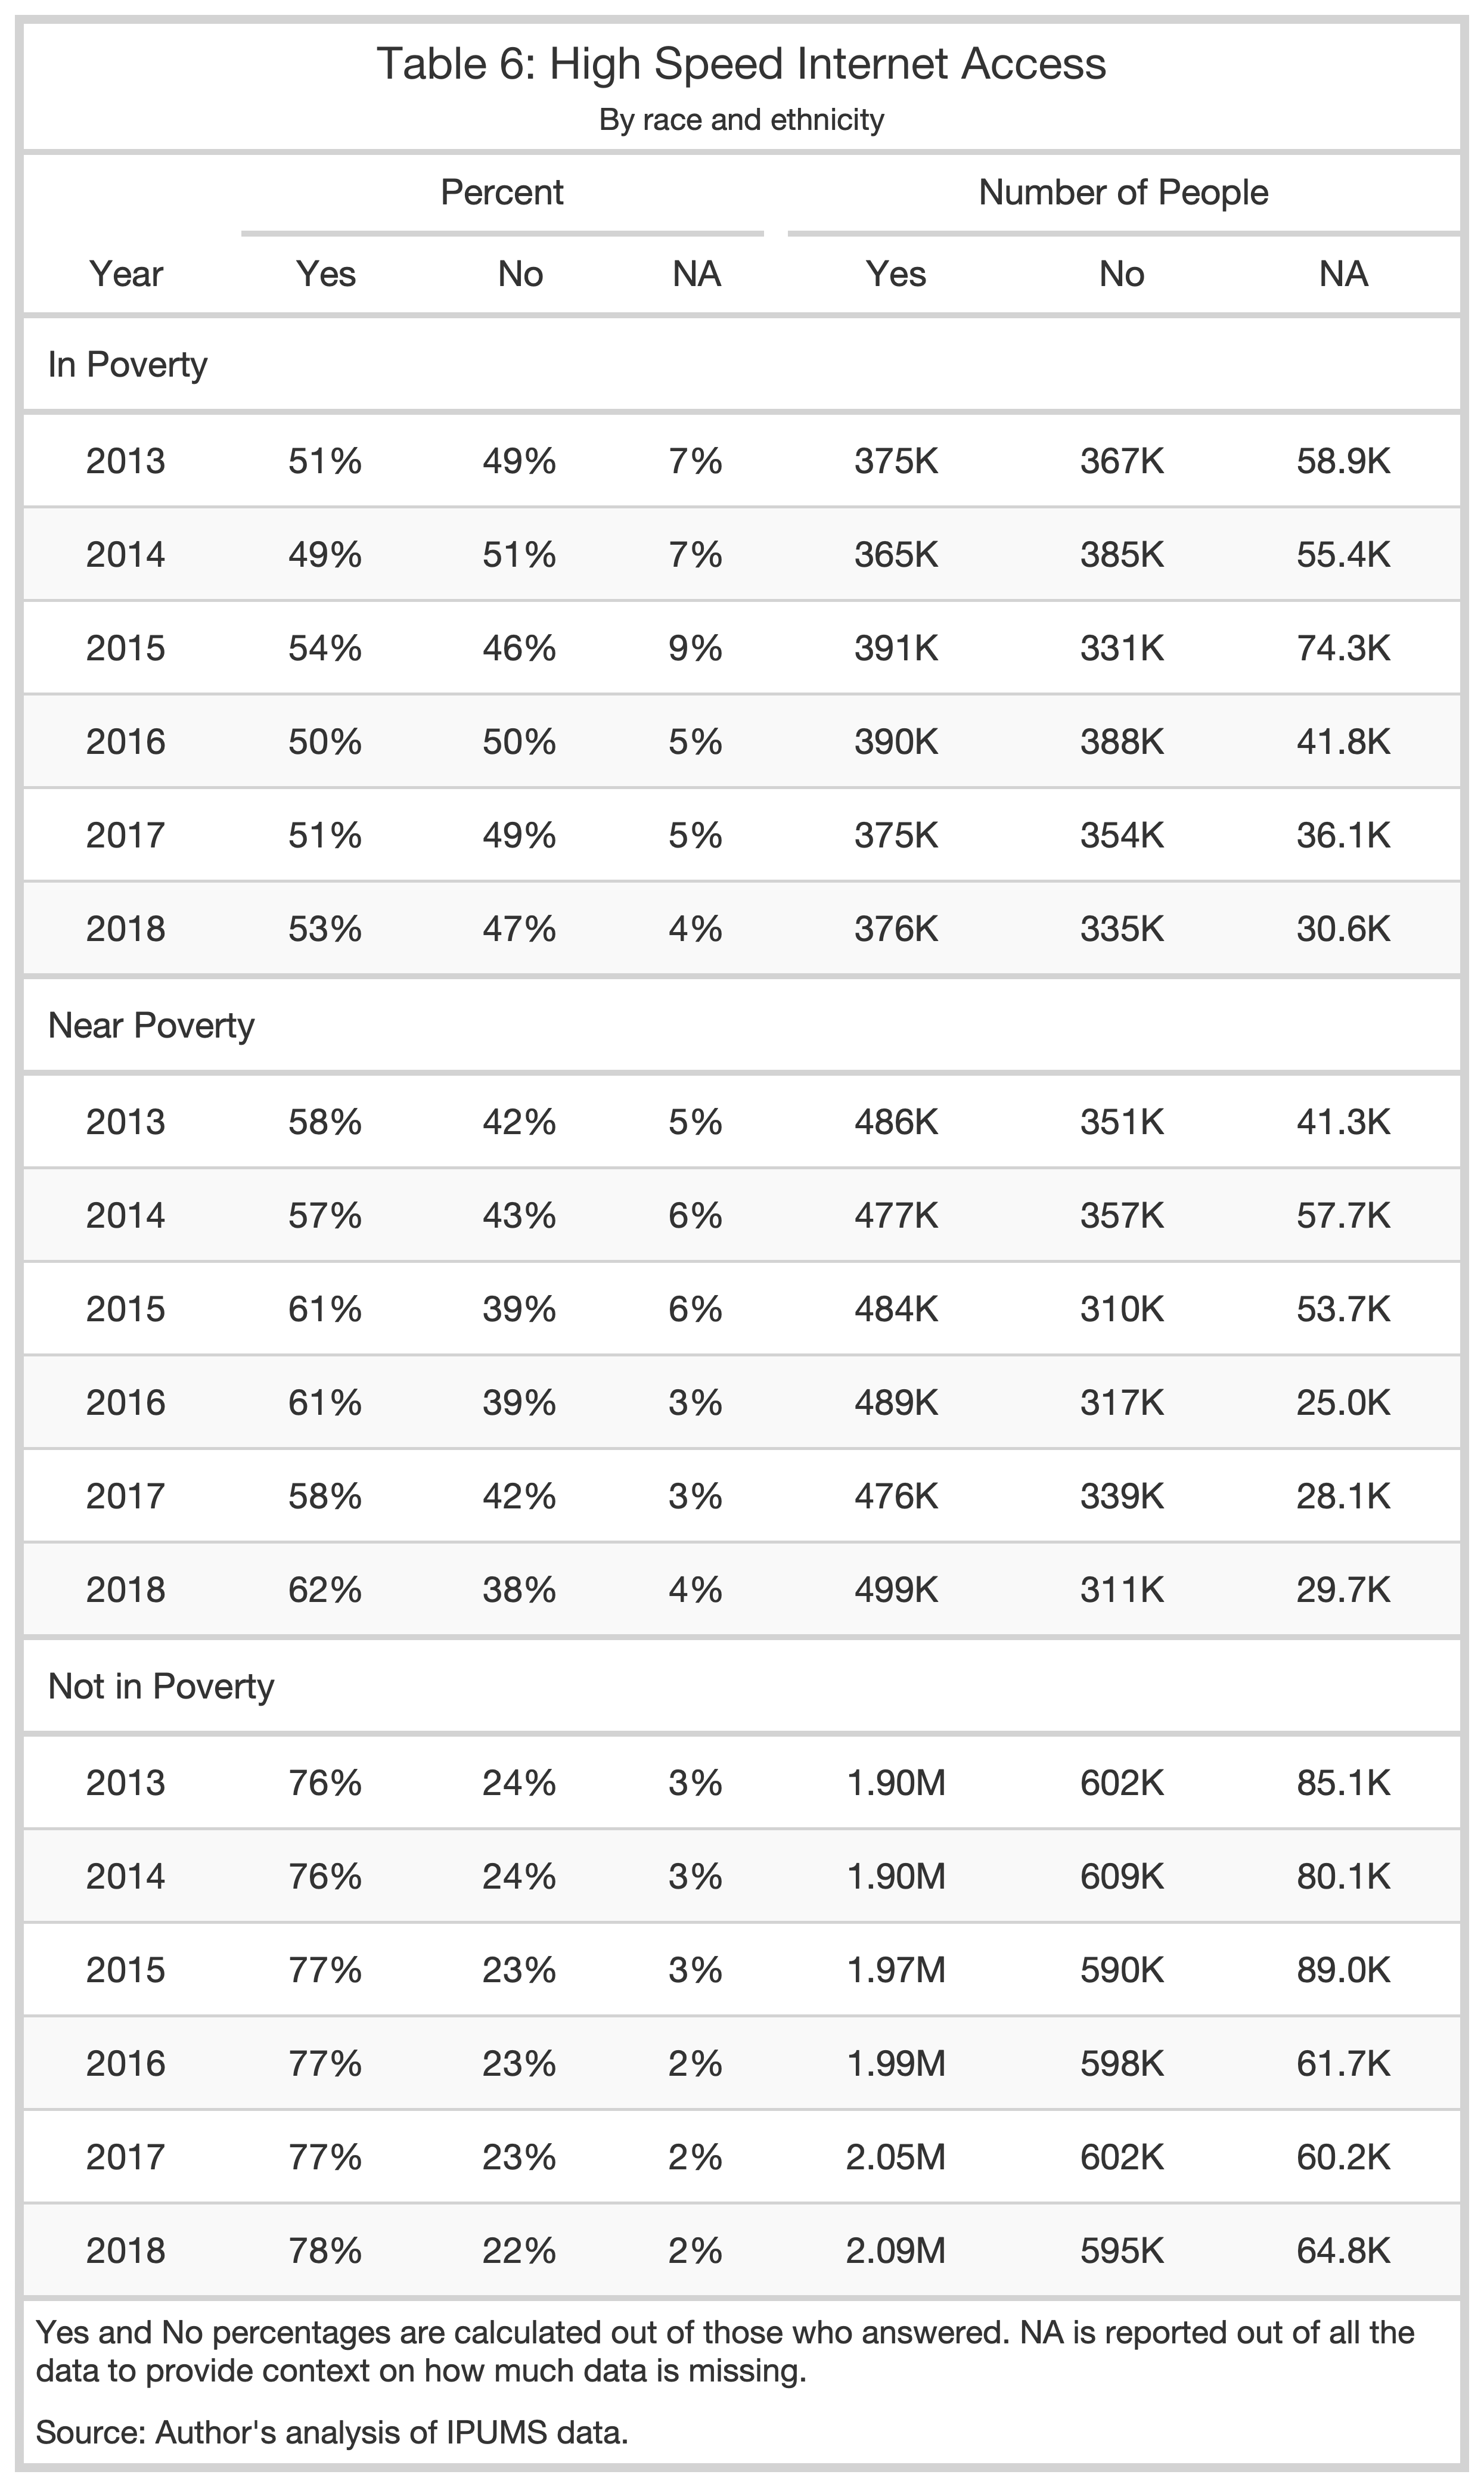 Table 6: High Speed Internet Access
By race and ethnicity
Percent Number of People
Year Yes No NA Yes No NA
In Poverty
2013 51% 49% 7% 375K 367K 58.9K
2014 49% 51% 7% 365K 385K 55.4K
2015 54% 46% 9% 391K 331K 74.3K
2016 50% 50% 5% 390K 388K 41.8K
2017 51% 49% 5% 375K 354K 36.1K
2018 53% 47% 4% 376K 335K 30.6K
Near Poverty
2013 58% 42% 5% 486K 351K 41.3K
2014 57% 43% 6% 477K 357K 57.7K
2015 61% 39% 6% 484K 310K 53.7K
2016 61% 39% 3% 489K 317K 25.0K
2017 58% 42% 3% 476K 339K 28.1K
2018 62% 38% 4% 499K 311K 29.7K
Not in Poverty
2013 76% 24% 3% 1.90M 602K 85.1K
2014 76% 24% 3% 1.90M 609K 80.1K
2015 77% 23% 3% 1.97M 590K 89.0K
2016 77% 23% 2% 1.99M 598K 61.7K
2017 77% 23% 2% 2.05M 602K 60.2K
2018 78% 22% 2% 2.09M 595K 64.8K
Yes and No percentages are calculated out of those who answered. NA is reported out of all the
data to provide context on how much data is missing.
Source: Author's analysis of IPUMS data.